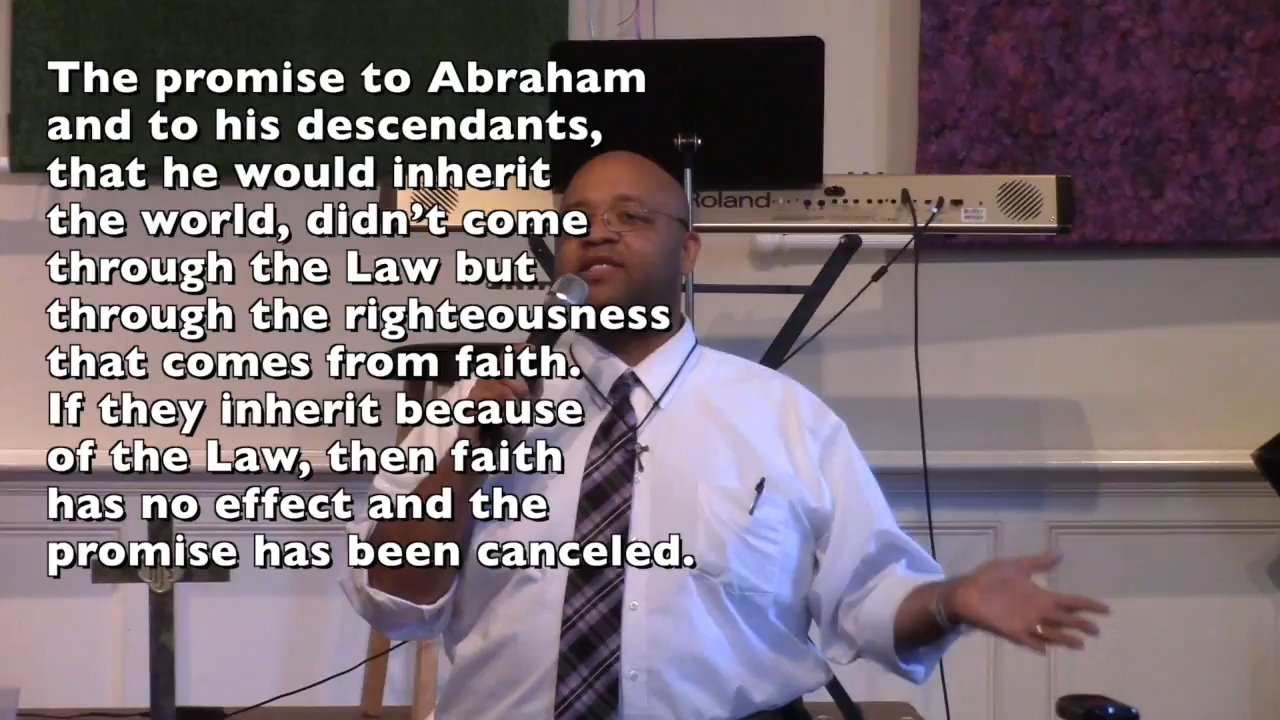 The promise to Abraham
and to his descendants,
that he would inherit
the world, didn’t come
through the Law but
through the righteousness
that comes from faith.
If they inherit because
of the Law, then faith
has no effect and the
promise has been canceled.
Roland